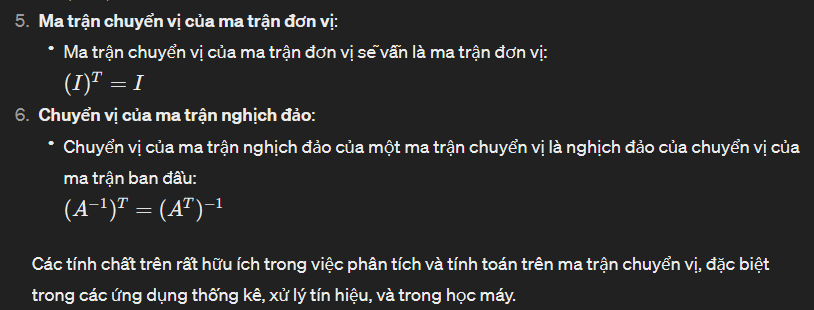 5. Ma trận chuyển vị của ma trận đơn vị:
• Ma trận chuyển vị của ma trận đơn vị sẽ vẫn là ma trận đơn vị:
(I)^T = I
6. Chuyển vị của ma trận nghịch đảo:
• Chuyển vị của ma trận nghịch đảo của một ma trận chuyển vị là nghịch đảo của chuyển vị của
ma trận ban đầu:
(A^{-1})^T = (A^T)^{-1}
Các tính chất trên rất hữu ích trong việc phân tích và tính toán trên ma trận chuyển vị, đặc biệt
trong các ứng dụng thống kê, xử lý tín hiệu, và trong học máy.